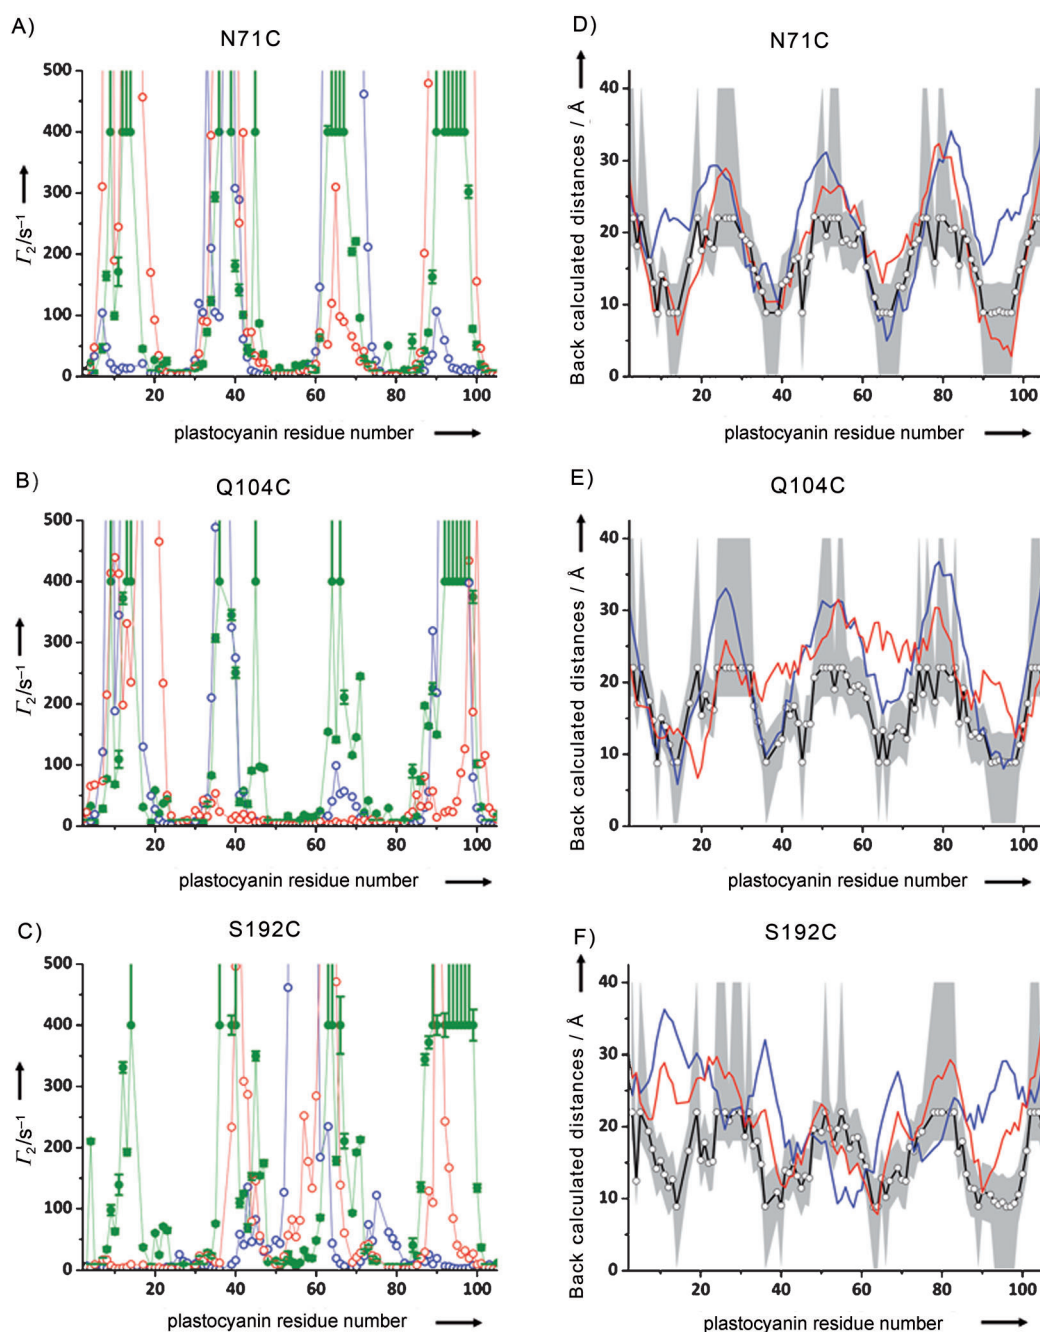 A)
N71C
500
400
300
200
100
0
Γ₂/s⁻¹
20
40
60
80
100
plastocyanin residue number
D)
N71C
40
30
20
10
0
Back calculated distances / Å
20
40
60
80
100
plastocyanin residue number
B)
Q104C
500
400
300
200
100
0
Γ₂/s⁻¹
20
40
60
80
100
plastocyanin residue number
E)
Q104C
40
30
20
10
0
Back calculated distances / Å
20
40
60
80
100
plastocyanin residue number
C)
S192C
500
400
300
200
100
0
Γ₂/s⁻¹
20
40
60
80
100
plastocyanin residue number
F)
S192C
40
30
20
10
0
Back calculated distances / Å
20
40
60
80
100
plastocyanin residue number